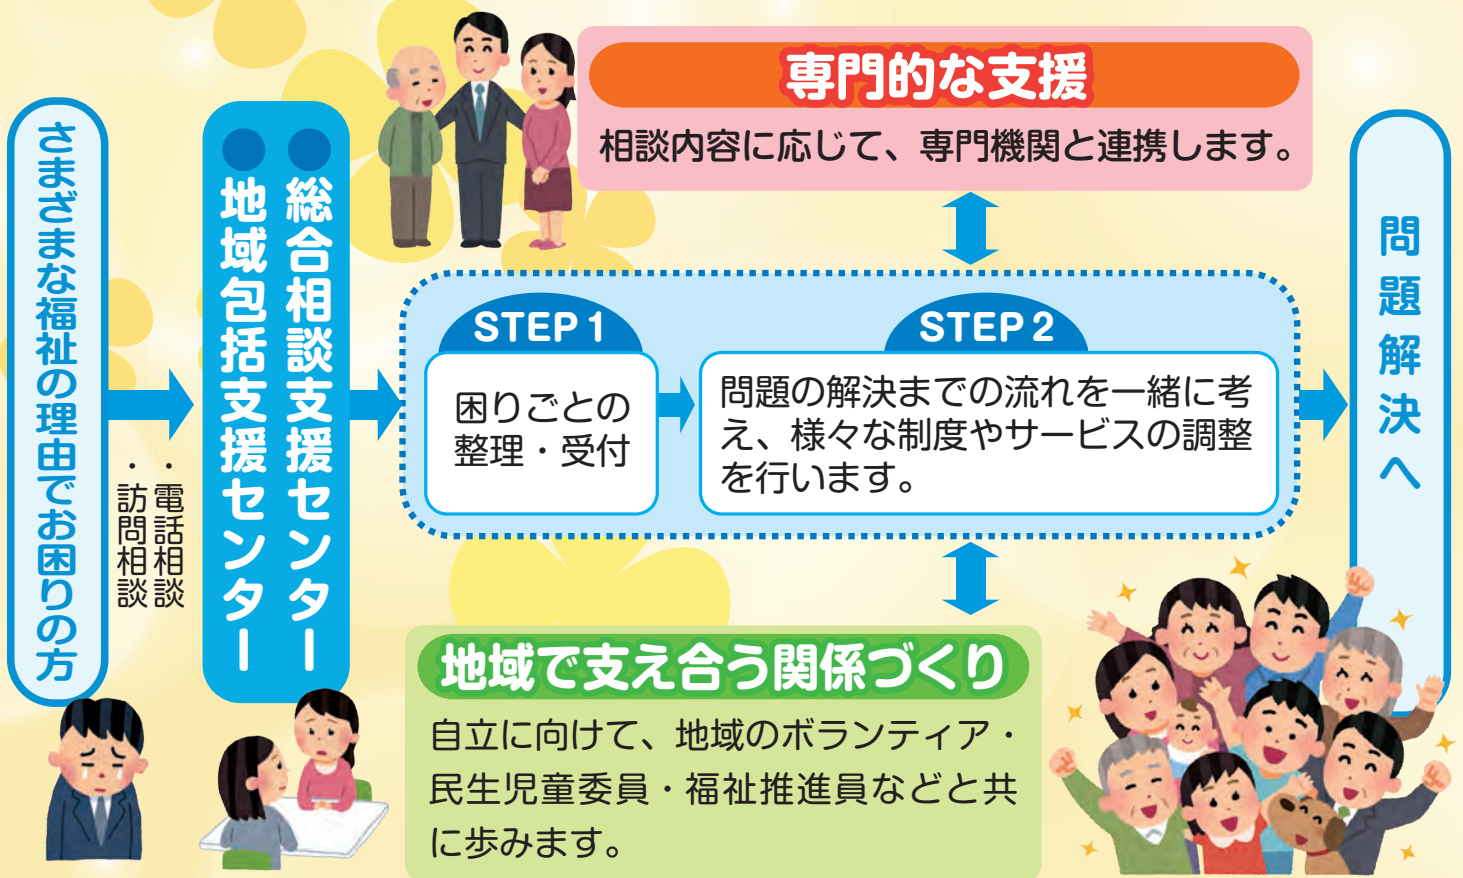 さまざまな福祉の理由でお困りの方
・電話相談
・訪問相談
●総合相談支援センター
●地域包括支援センター
専門的な支援
相談内容に応じて、専門機関と連携します。
STEP 1
困りごとの
整理・受付
STEP 2
問題の解決までの流れを一緒に考
え、様々な制度やサービスの調整
を行います。
地域で支え合う関係づくり
自立に向けて、地域のボランティア・
民生児童委員・福祉推進員などと共
に歩みます。
問題解決へ